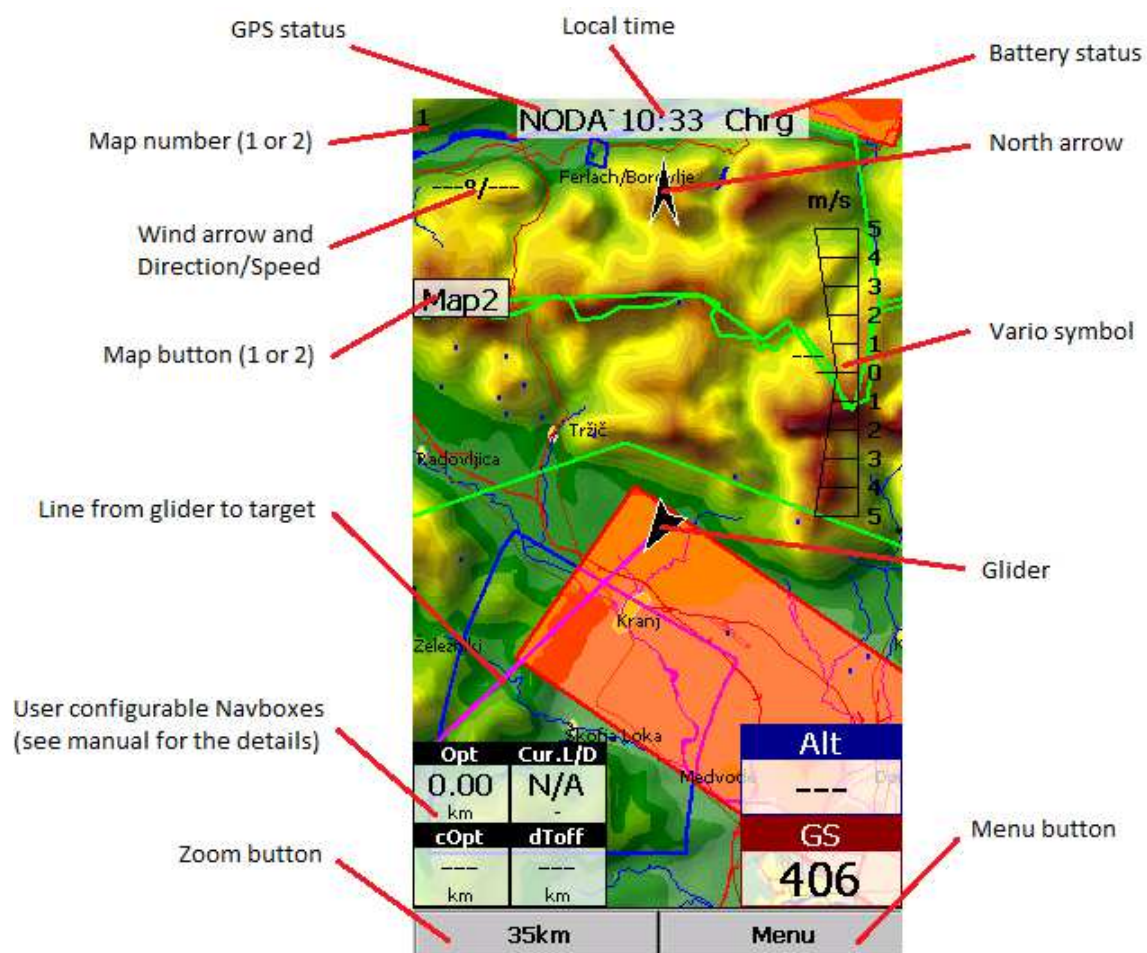 GPS status
Local time
Battery status
1
NODA 10:33 Chrg
Map number (1 or 2)
North arrow
---º/---
Ferlach/Borovlje
m/s
Wind arrow and
Direction/Speed
5
4
3
2
1
0
1
2
3
4
5
---
Map2
Vario symbol
Map button (1 or 2)
Tržič
Radovljica
Line from glider to target
Glider
Kranj
Železniki
User configurable Navboxes
(see manual for the details)
Škofja Loka
Medvode
Opt
0.00
km
Cur.L/D
N/A
-
Alt
---
cOpt
---
km
dToff
---
km
GS
406
Menu button
Zoom button
35km
Menu